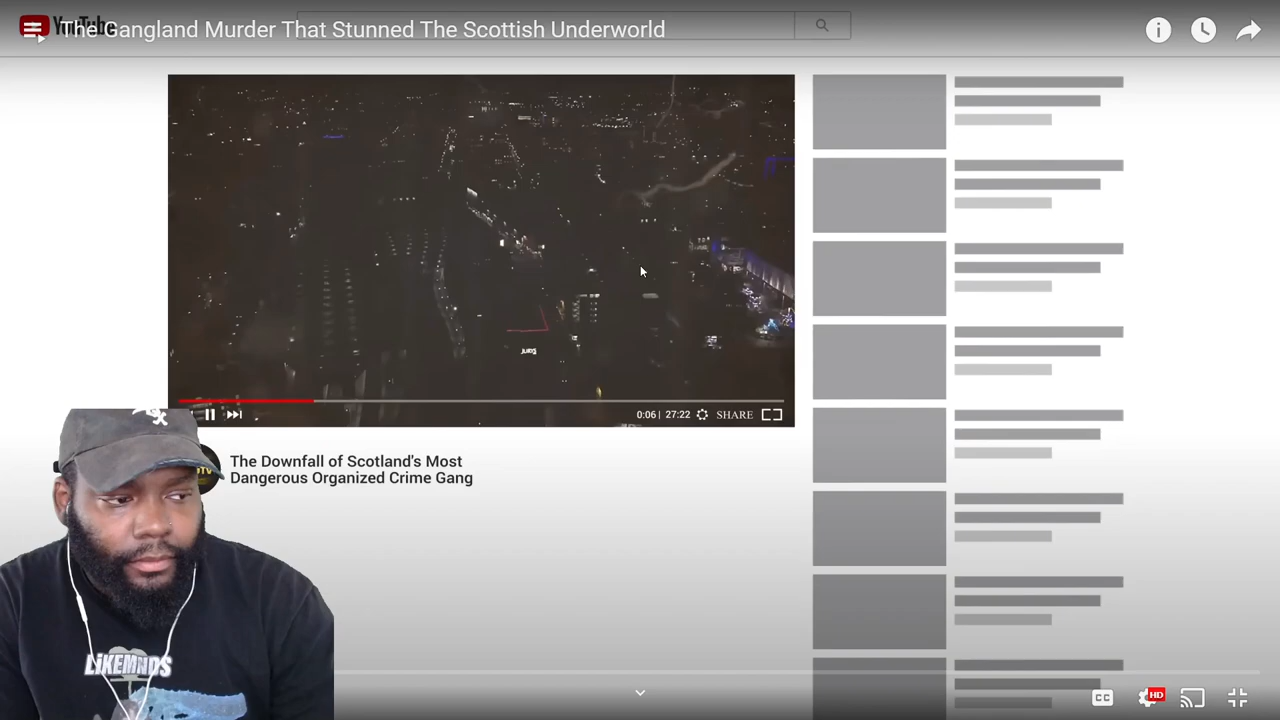 The Gangland Murder That Stunned The Scottish Underworld
0:06 | 27:22 SHARE
The Downfall of Scotland's Most
Dangerous Organized Crime Gang
LiKEMNDS
CC
HD